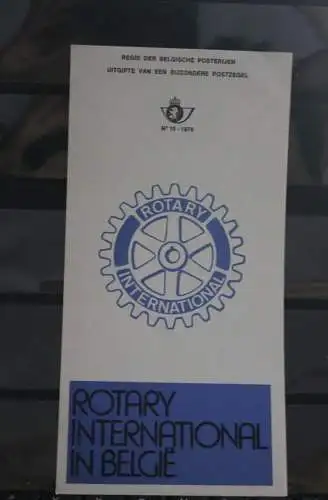 REGIE DER BELGISCHE POSTERIJEN
UITGIFTE VAN EEN BIJZONDERE POSTZEGEL
ROTARY
INTERNATIONAL
ROTARY
INTERNATIONAL
IN BELGIË